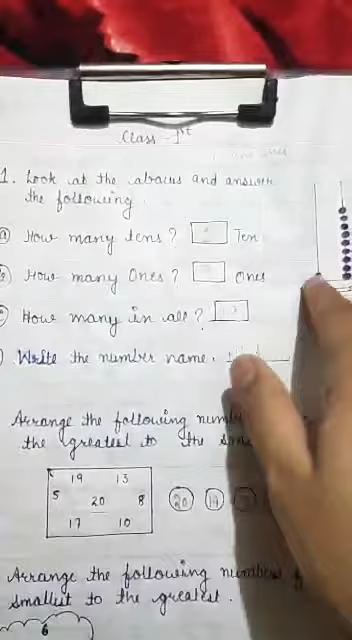 Class - 1st
1. Look at the abacus and answer
the following.
a) How many tens? Ten
b) How many Ones? Ones
c) How many in all?
Write the number name.
Arrange the following
the greatest to the
19 13
5 20 8
17 10
20 19
Arrange the following numbers
smallest to the greatest.
6